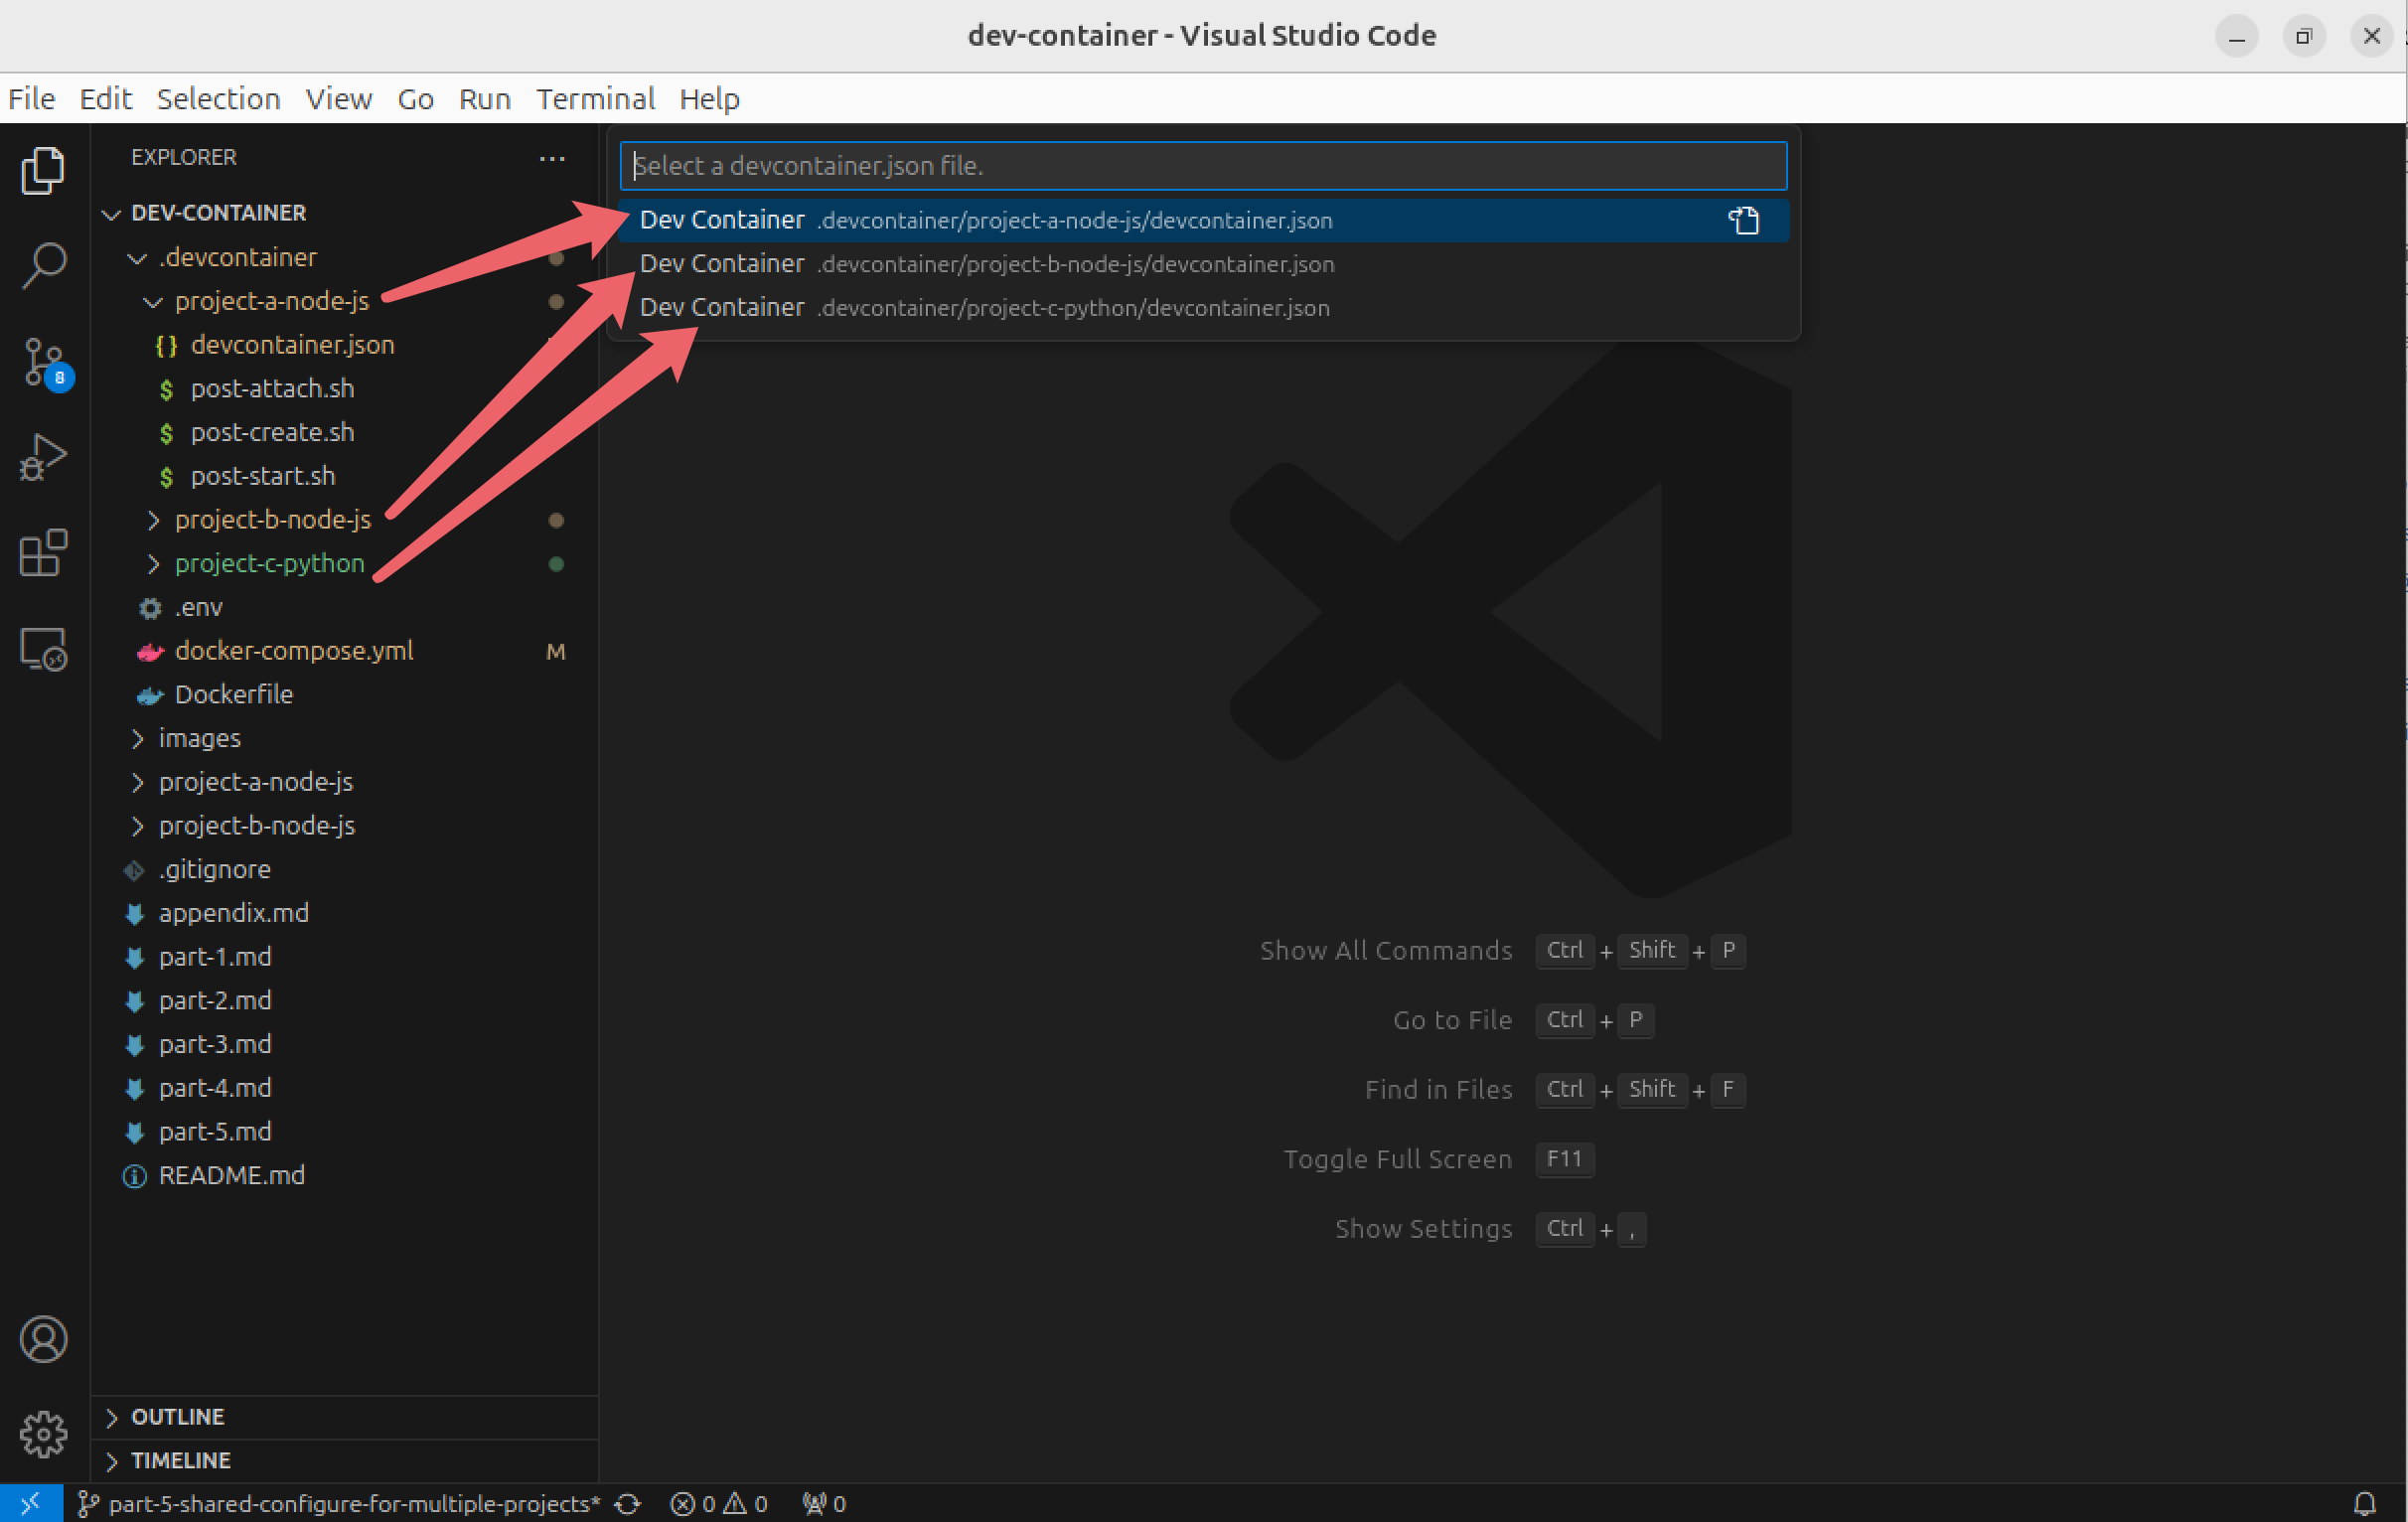 dev-container - Visual Studio Code
File Edit Selection View Go Run Terminal Help
EXPLORER
Select a devcontainer.json file.
Dev Container .devcontainer/project-a-node-js/devcontainer.json
Dev Container .devcontainer/project-b-node-js/devcontainer.json
Dev Container .devcontainer/project-c-python/devcontainer.json
DEV-CONTAINER
.devcontainer
project-a-node-js
{} devcontainer.json
$ post-attach.sh
$ post-create.sh
$ post-start.sh
project-b-node-js
project-c-python
.env
docker-compose.yml M
Dockerfile
images
project-a-node-js
project-b-node-js
.gitignore
appendix.md
part-1.md
part-2.md
part-3.md
part-4.md
part-5.md
README.md
8
Show All Commands Ctrl + Shift + P
Go to File Ctrl + P
Find in Files Ctrl + Shift + F
Toggle Full Screen F11
Show Settings Ctrl + ,
OUTLINE
TIMELINE
part-5-shared-configure-for-multiple-projects* 0 0 0